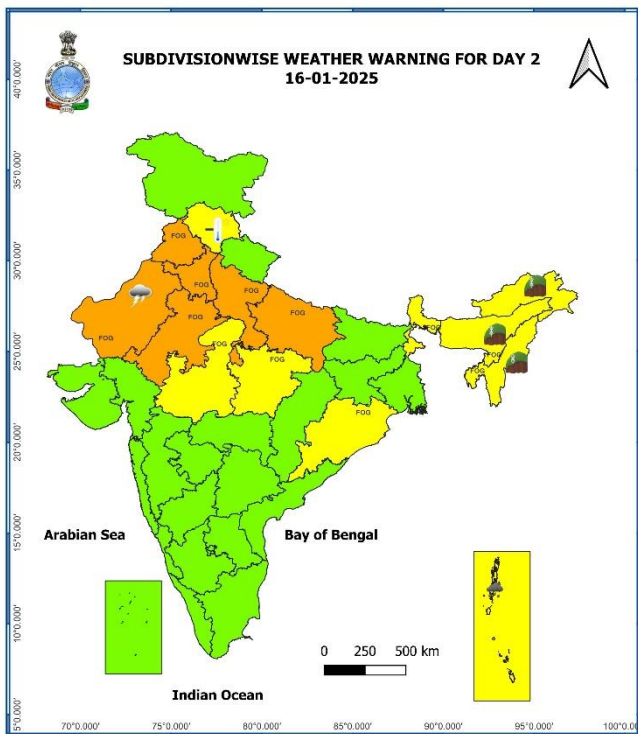 SUBDIVISIONWISE WEATHER WARNING FOR DAY 2
16-01-2025
40°0.000'
35°0.000'
30°0.000'
25°0.000'
20°0.000'
15°0.000'
10°0.000'
5°0.000'
FOG
FOG
FOG
FOG
FOG
FOG
FOG
FOG
FOG
FOG
FOG
Arabian Sea
Bay of Bengal
0 250 500 km
Indian Ocean
70°0.000' 75°0.000' 80°0.000' 85°0.000' 90°0.000' 95°0.000' 100°0.0